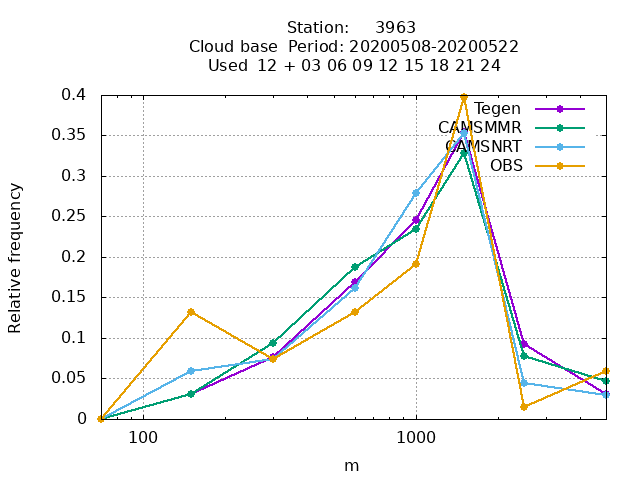 Station: 3963
Cloud base Period: 20200508-20200522
Used 12 + 03 06 09 12 15 18 21 24
Relative frequency
0.4
0.35
0.3
0.25
0.2
0.15
0.1
0.05
0
Tegen
CAMSMMR
CAMSNRT
OBS
100
1000
m